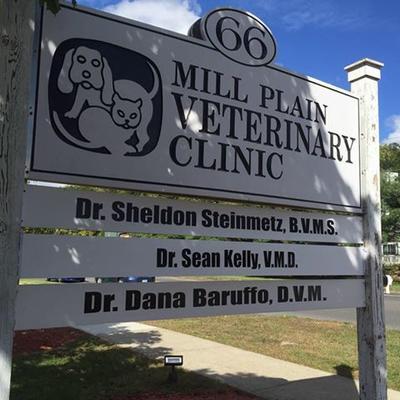 66
MILL PLAIN
VETERINARY
CLINIC
Dr. Sheldon Steinmetz, B.V.M.S.
Dr. Sean Kelly, V.M.D.
Dr. Dana Baruffo, D.V.M.